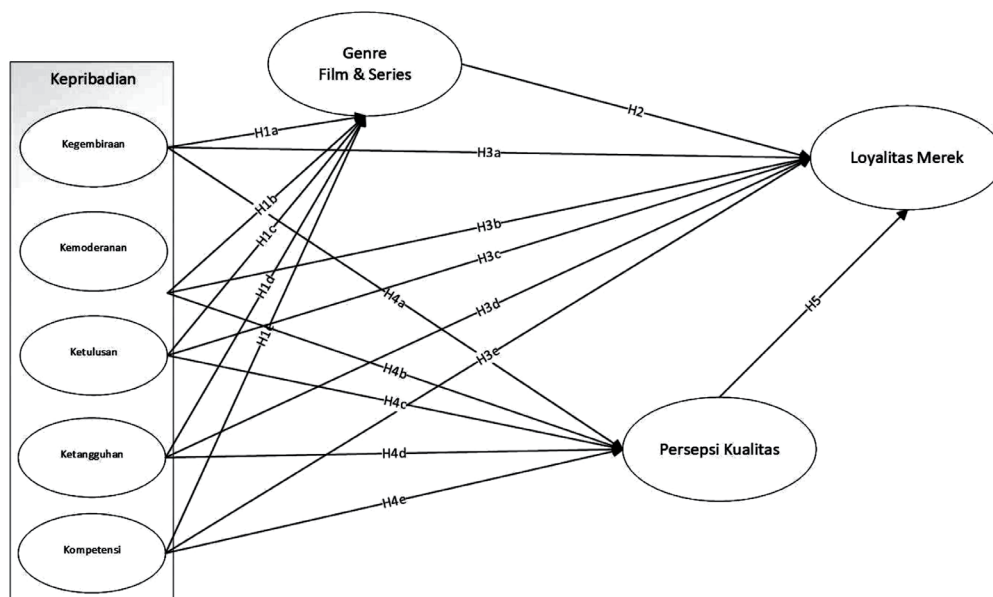 Genre
Film & Series
Kepribadian
Kegembiraan
Kemoderanan
Ketulusan
Ketangguhan
Kompetensi
Loyalitas Merek
Persepsi Kualitas
H1a
H1b
H1c
H1d
H1e
H2
H3a
H3b
H3c
H3d
H3e
H4a
H4b
H4c
H4d
H4e
H5